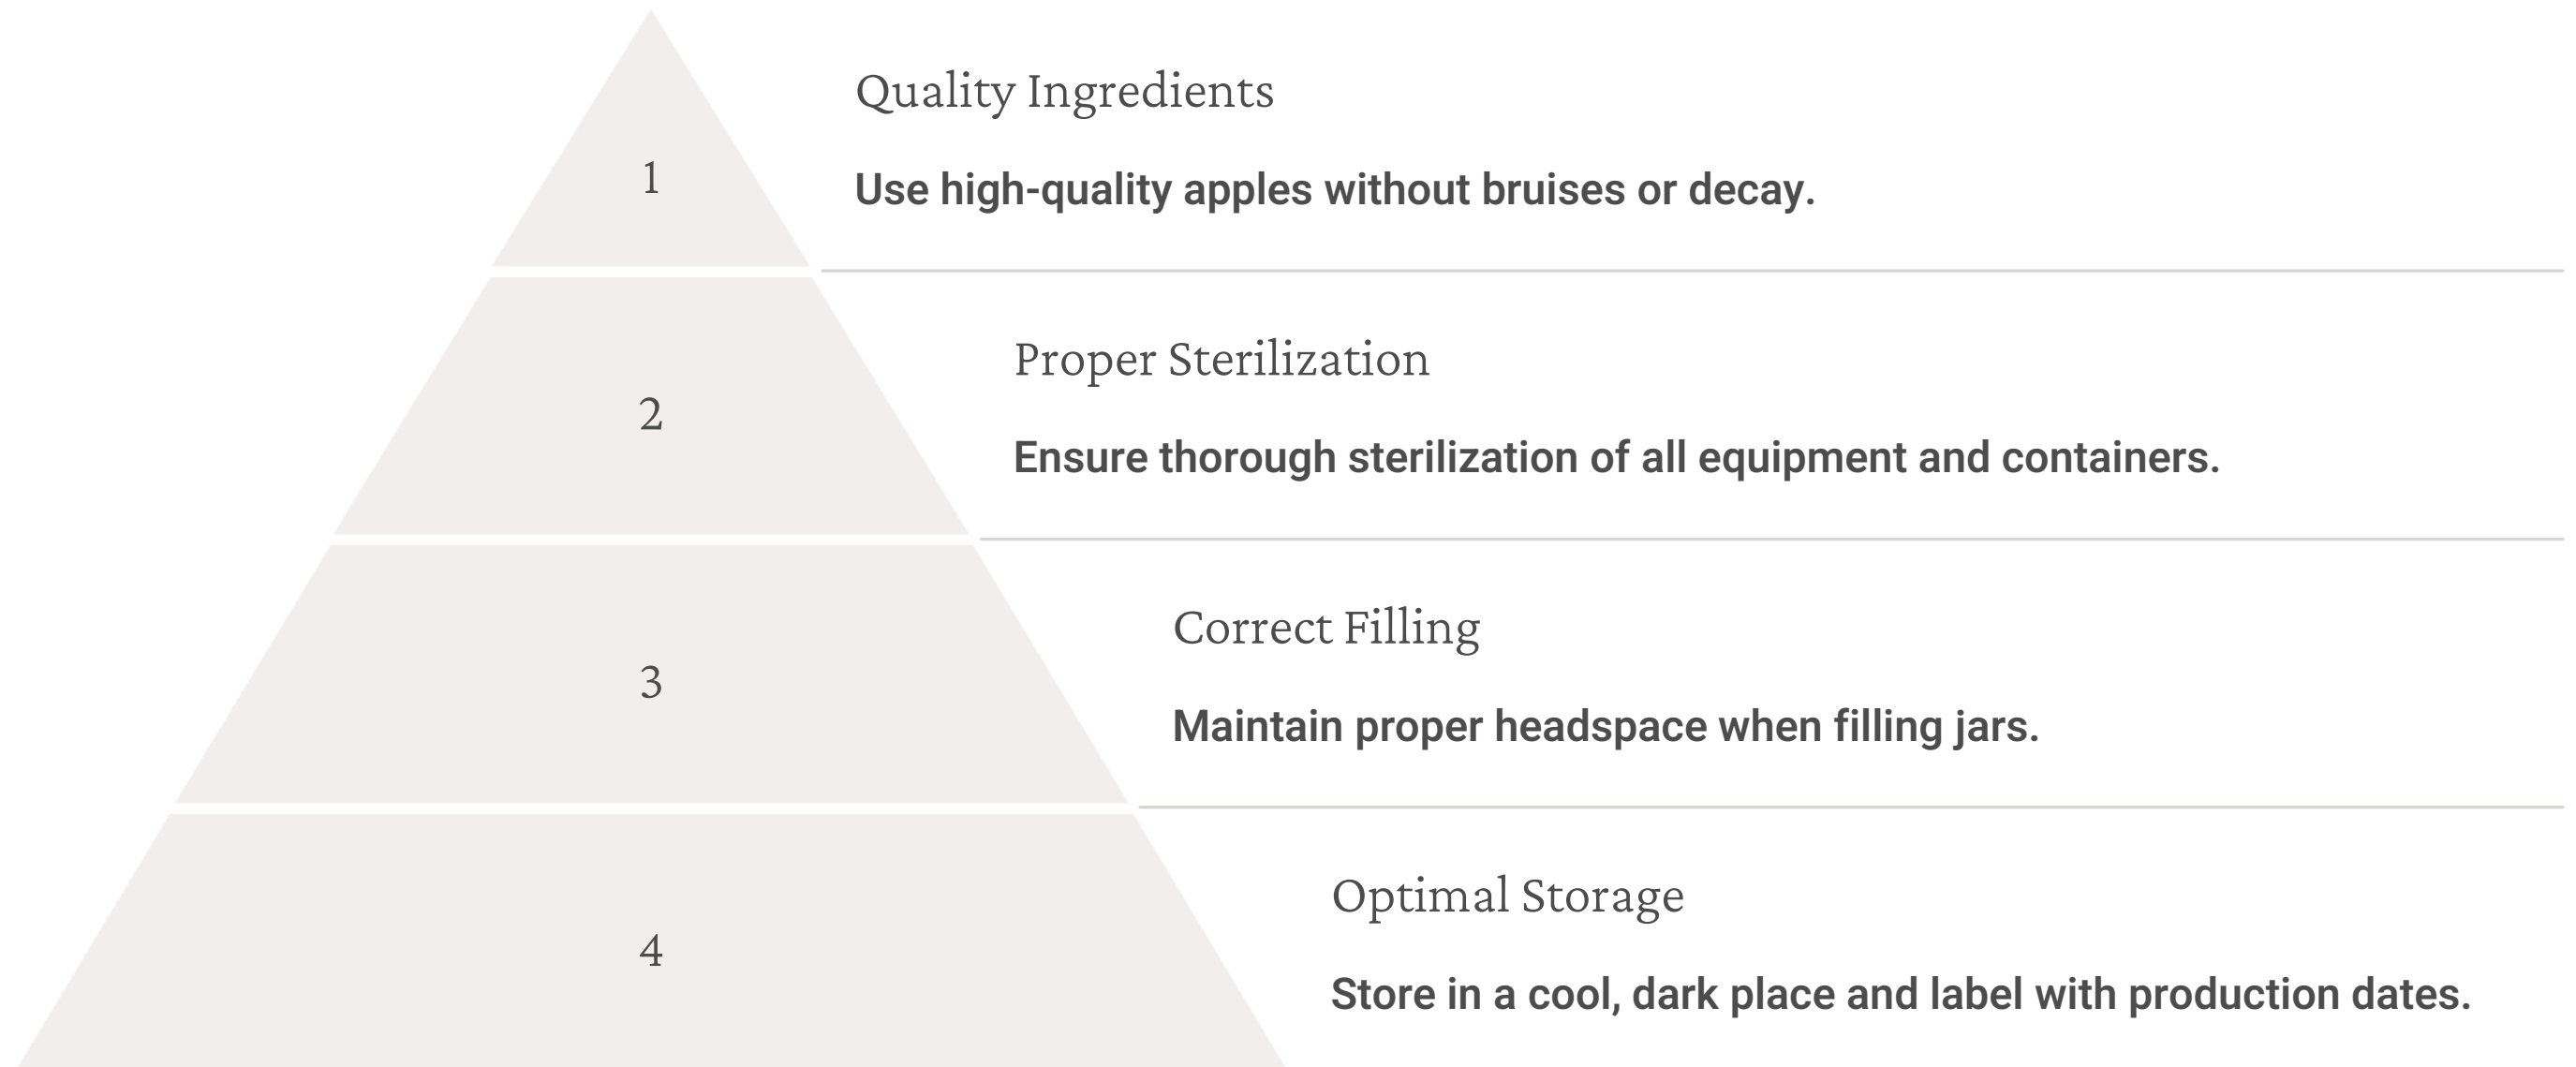 1
Quality Ingredients
Use high-quality apples without bruises or decay.
2
Proper Sterilization
Ensure thorough sterilization of all equipment and containers.
3
Correct Filling
Maintain proper headspace when filling jars.
4
Optimal Storage
Store in a cool, dark place and label with production dates.